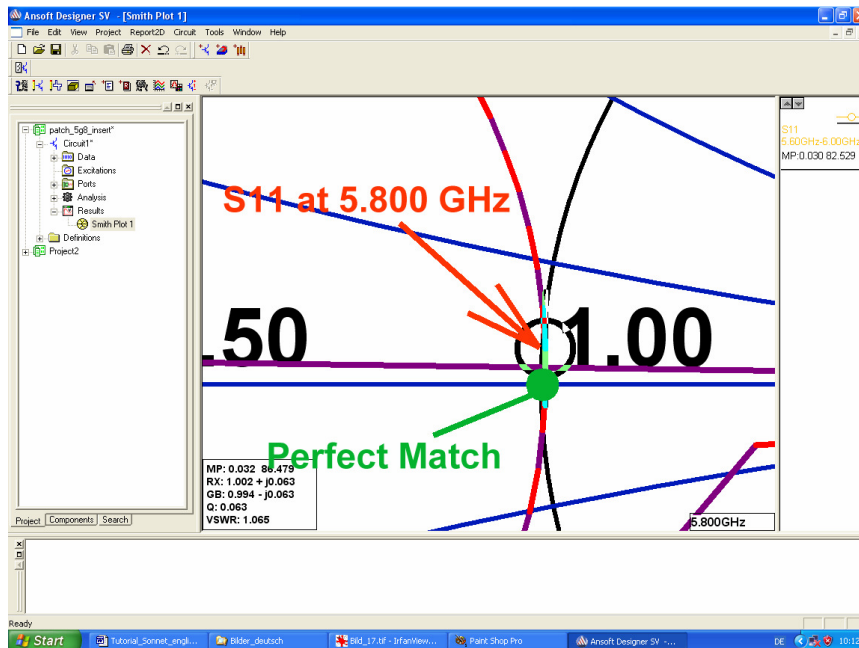 Ansoft Designer SV - [Smith Plot 1]
File Edit View Project Report2D Circuit Tools Window Help
patch_5g8_insert*
Circuit1*
Data
Excitations
Ports
Analysis
Results
Smith Plot 1
Definitions
Project2
Project Components Search
S11 at 5.800 GHz
.50 1.00
Perfect Match
MP: 0.032 86.479
RX: 1.002 + j0.063
GB: 0.994 - j0.063
Q: 0.063
VSWR: 1.065
5.800GHz
S11
5.60GHz-6.00GHz
MP:0.030 82.529
Ready
Start Tutorial_Sonnet_engli... Bilder_deutsch Bild_17.tif - IrfanView... Paint Shop Pro Ansoft Designer SV -... DE 10:12